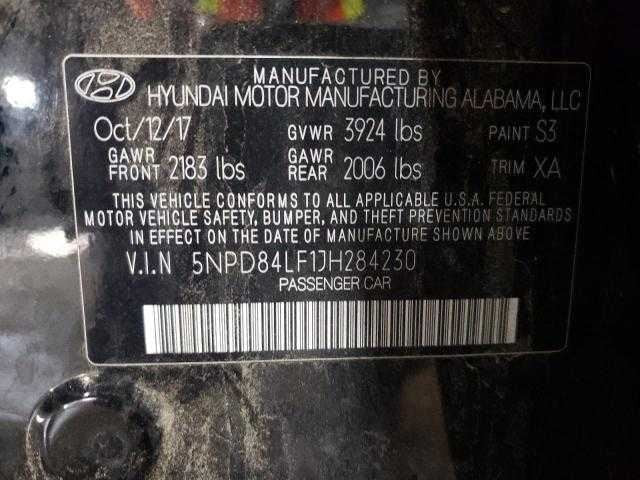 MANUFACTURED BY
HYUNDAI MOTOR MANUFACTURING ALABAMA, LLC
Oct/12/17 GVWR 3924 lbs PAINT S3
GAWR FRONT 2183 lbs GAWR REAR 2006 lbs TRIM XA
THIS VEHICLE CONFORMS TO ALL APPLICABLE U.S.A. FEDERAL
MOTOR VEHICLE SAFETY, BUMPER, AND THEFT PREVENTION STANDARDS
IN EFFECT ON THE DATE OF MANUFACTURE SHOWN ABOVE.
V.I.N 5NPD84LF1JH284230
PASSENGER CAR